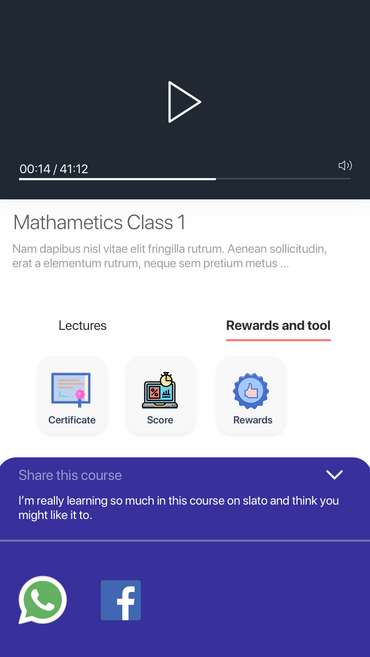 00:14 / 41:12
Mathametics Class 1
Nam dapibus nisl vitae elit fringilla rutrum. Aenean sollicitudin,
erat a elementum rutrum, neque sem pretium metus ...
Lectures
Rewards and tool
Certificate
Score
Rewards
Share this course
I'm really learning so much in this course on slato and think you
might like it to.